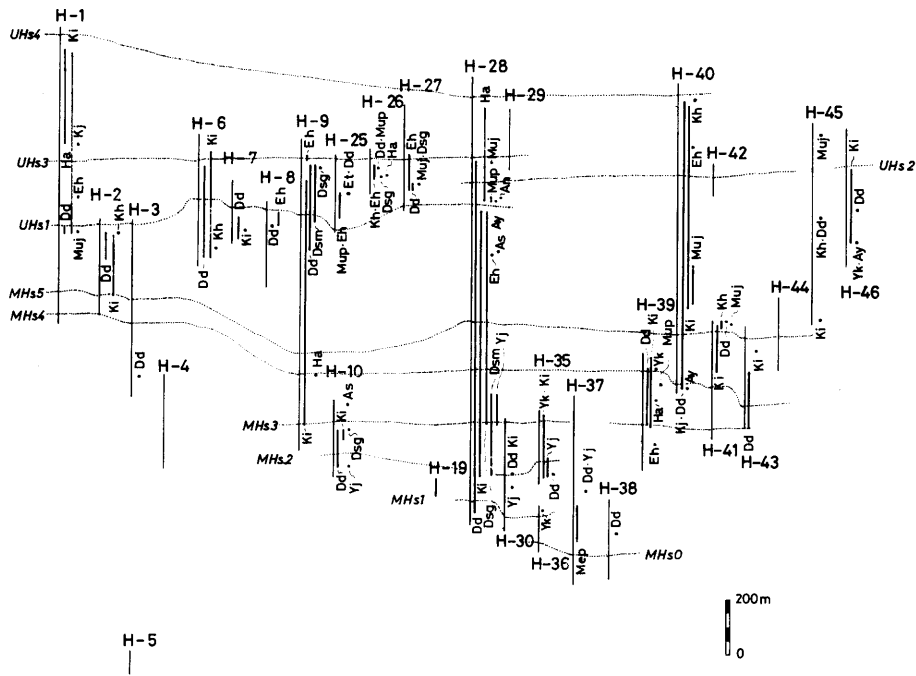 H-1
UHs4
Ki
H-28
H-40
H-27
Ha
H-29
H-26
H-9
H-6
H-25
H-45
Kj
Ki
Eh
Dd·Mup
Eh
Kh
Muj
Ki
H-7
Ha
UHs3
Ha
Et·Dd
Muj·Dsg
Mup·Muj
An
Eh
H-42
UHs2
H-8
Eh
Dsg
Dd
Eh
H-2
Kh
H-3
Dd
Kh·Eh
Dsg
Dd
Ay
Dd
UHs1
Dd
Muj
Kh
Ki
Dd
Dsm
Mup·Eh
As
Eh
Muj
Kh·Dd
Yk·Ay
H-46
Dd
Dd
Dd
Ki
MHs5
MHs4
H-39
H-44
Ki
Dd
Mup
Ki
Kh
Muj
Ki
Dsm
Yj
Dd
Dd
H-4
Ha
H-10
H-35
H-37
Yk
Ay
Ki
Ki
As
Ki
Yk·Ki
Ha
Kj·Dd
MHs3
Ki
Dsg
Dd·Ki
Yj
Eh
H-41
Dd
H-43
MHs2
Dd
Yj
H-19
Ki
Yj
Dd
Dd·Yj
H-38
MHs1
Dd
Dsg
Yk
Dd
H-30
H-36
Mep
MHs0
200m
0
H-5